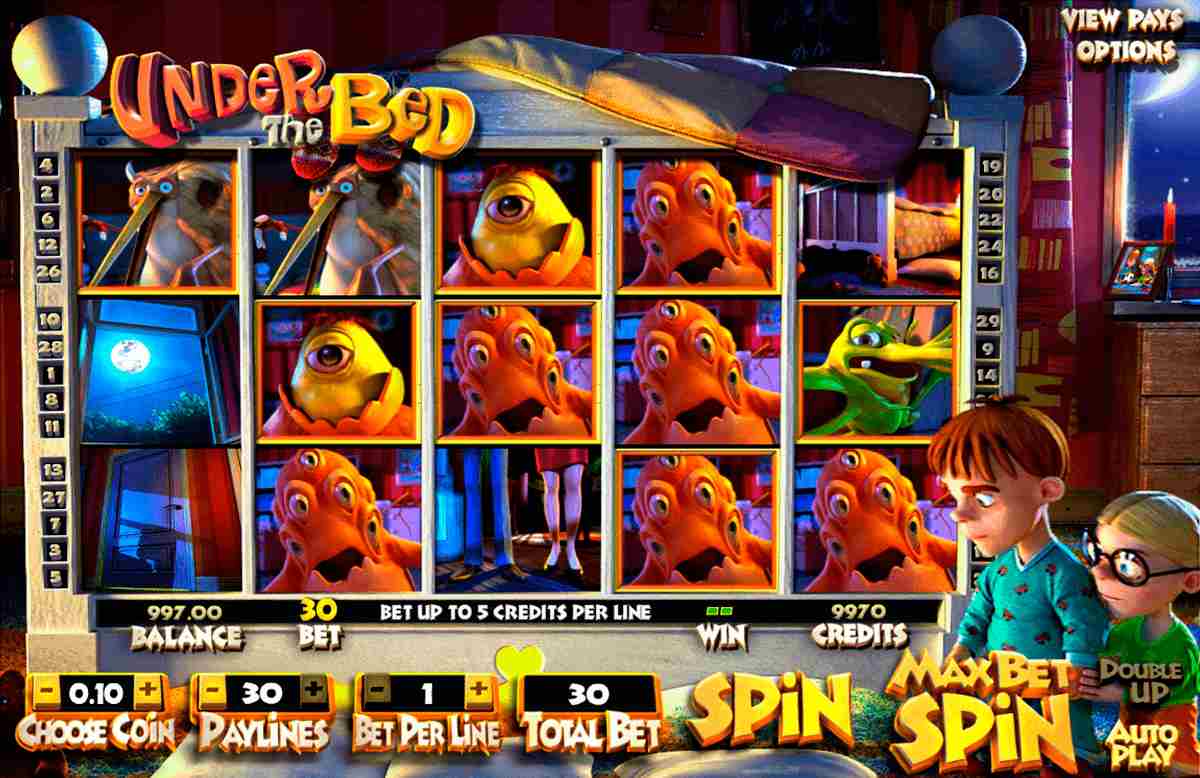 VIEW PAYS
OPTIONS
UNDER
THE BED
4
2
6
12
26
10
28
1
8
11
13
27
7
3
5
19
20
22
24
16
29
9
14
997.00
BALANCE
30
BET
BET UP TO 5 CREDITS PER LINE
WIN
9970
CREDITS
- 0.10 +
CHOOSE COIN
- 30 +
PAYLINES
- 1 +
BET PER LINE
30
TOTAL BET
SPIN
MAX BET
SPIN
DOUBLE
UP
AUTO
PLAY